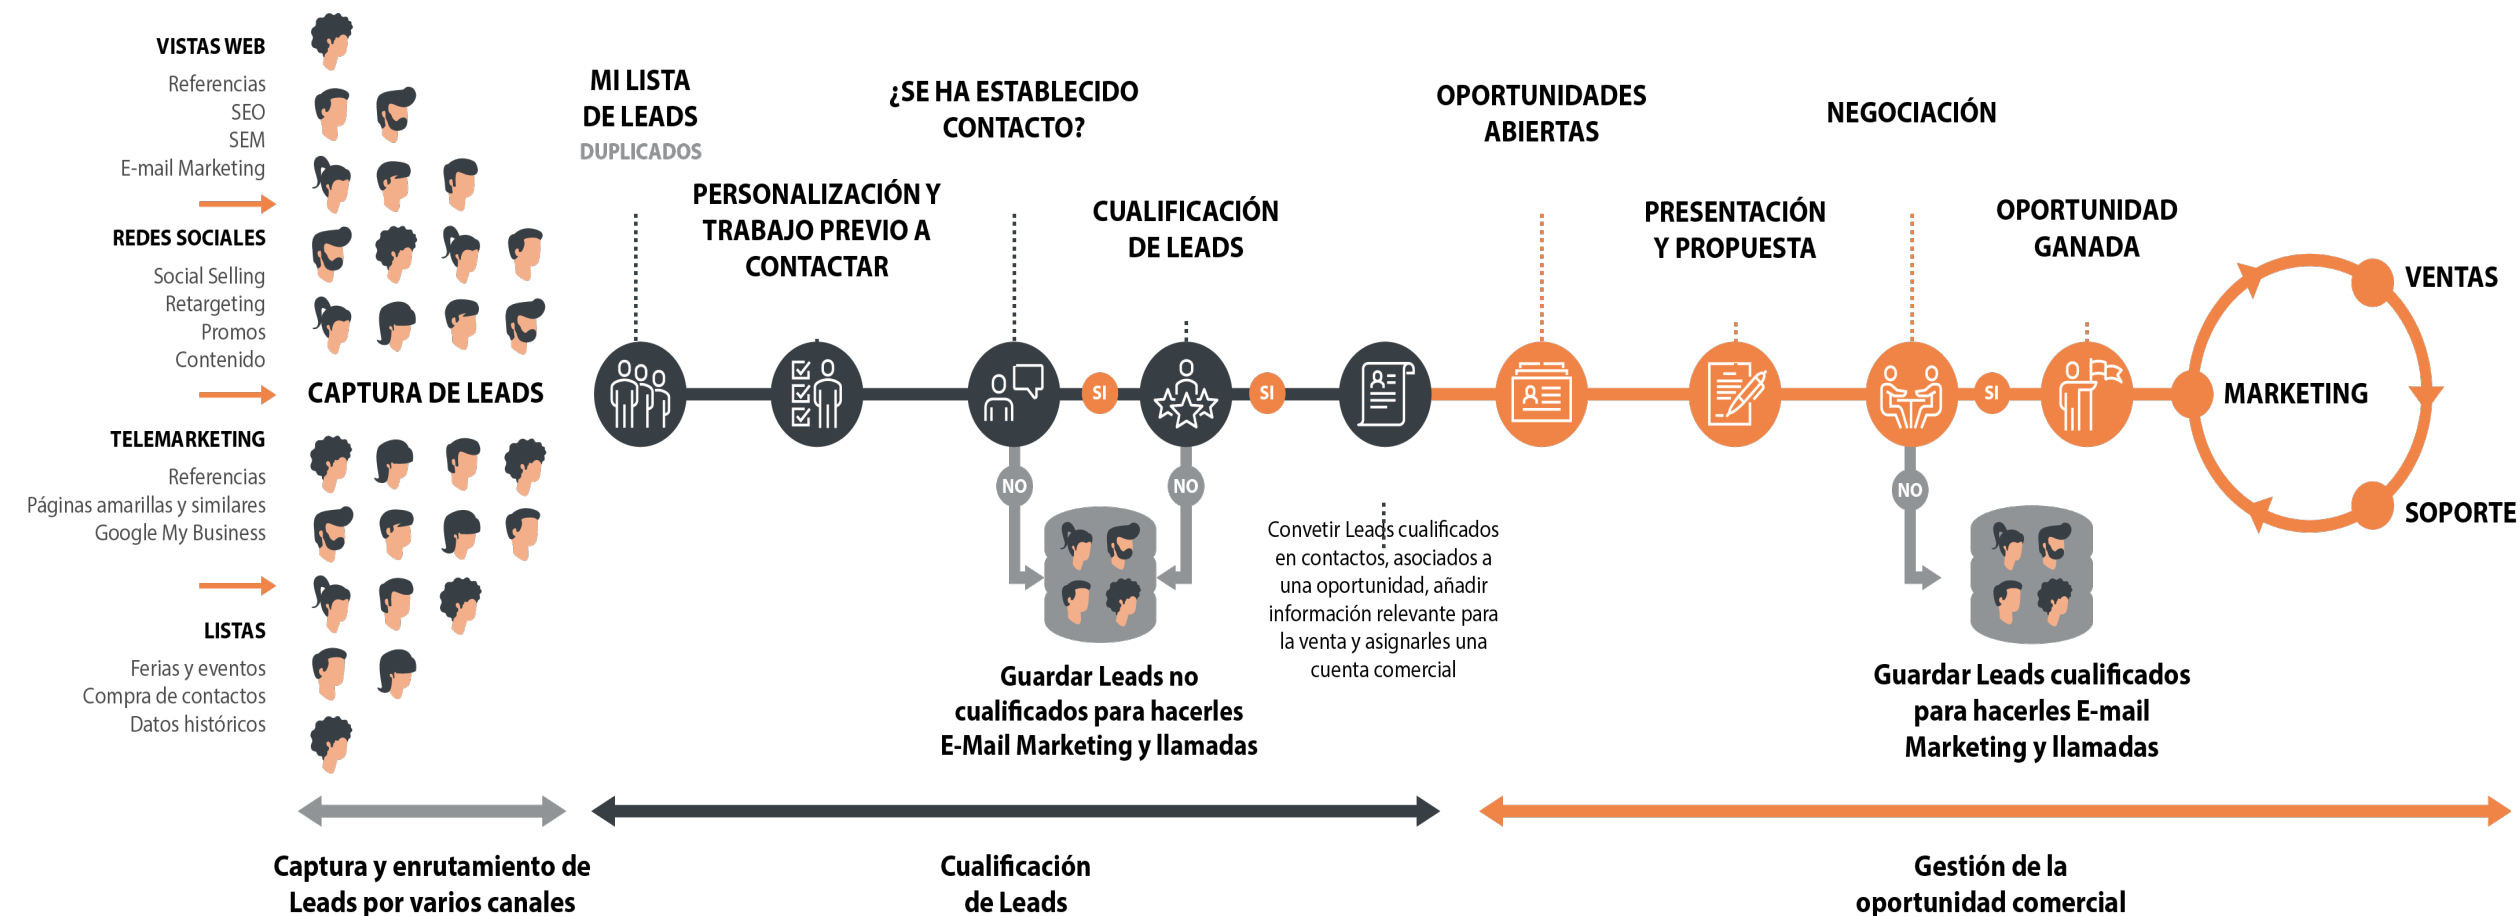 VISTAS WEB
Referencias
SEO
SEM
E-mail Marketing
REDES SOCIALES
Social Selling
Retargeting
Promos
Contenido
CAPTURA DE LEADS
TELEMARKETING
Referencias
Páginas amarillas y similares
Google My Business
LISTAS
Ferias y eventos
Compra de contactos
Datos históricos
MI LISTA
DE LEADS
DUPLICADOS
PERSONALIZACIÓN Y
TRABAJO PREVIO A
CONTACTAR
¿SE HA ESTABLECIDO
CONTACTO?
SI
NO
CUALIFICACIÓN
DE LEADS
SI
NO
Guardar Leads no
cualificados para hacerles
E-Mail Marketing y llamadas
Convetir Leads cualificados
en contactos, asociados a
una oportunidad, añadir
información relevante para
la venta y asignarles una
cuenta comercial
OPORTUNIDADES
ABIERTAS
PRESENTACIÓN
Y PROPUESTA
NEGOCIACIÓN
SI
NO
Guardar Leads cualificados
para hacerles E-mail
Marketing y llamadas
OPORTUNIDAD
GANADA
VENTAS
MARKETING
SOPORTE
Captura y enrutamiento de
Leads por varios canales
Cualificación
de Leads
Gestión de la
oportunidad comercial